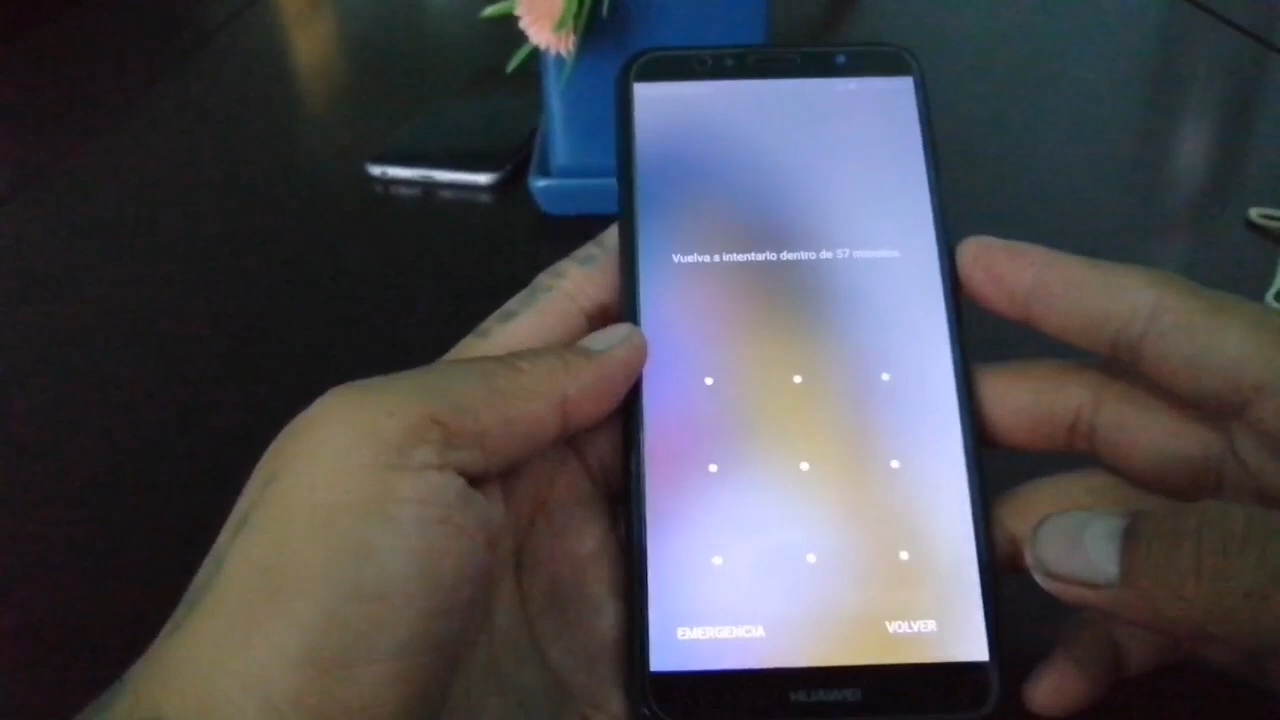 Vuelva a intentarlo dentro de 57 minutos.
EMERGENCIA
VOLVER
HUAWEI